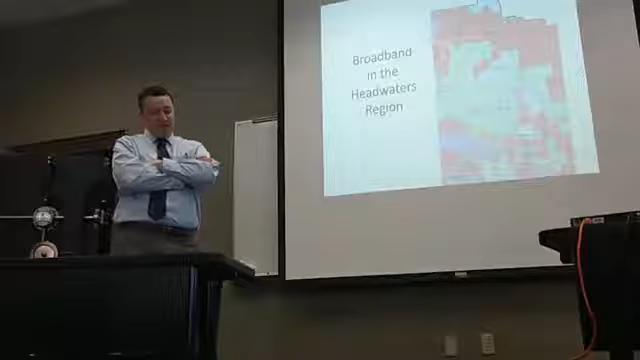 Broadband
in the
Headwaters
Region